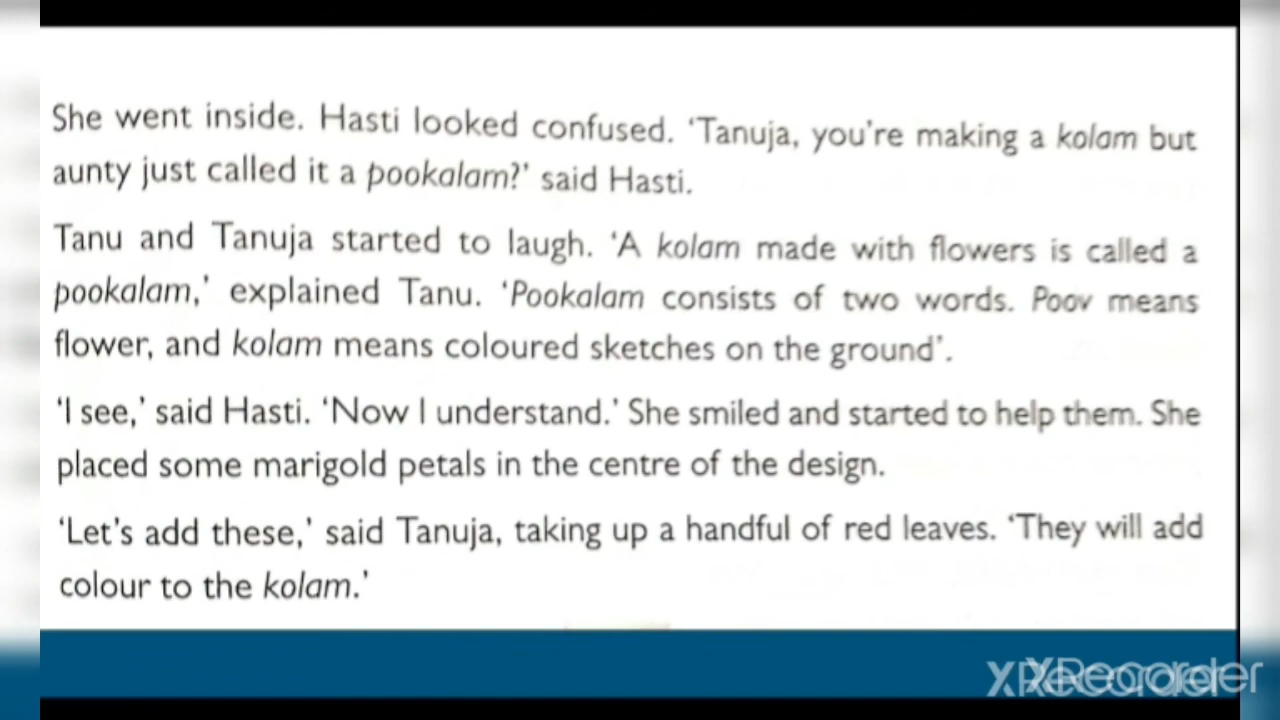 She went inside. Hasti looked confused. ‘Tanuja, you're making a kolam but
aunty just called it a pookalam?’ said Hasti.
Tanu and Tanuja started to laugh. ‘A kolam made with flowers is called a
pookalam,’ explained Tanu. ‘Pookalam consists of two words. Poov means
flower, and kolam means coloured sketches on the ground’.
‘I see,’ said Hasti. ‘Now I understand.’ She smiled and started to help them. She
placed some marigold petals in the centre of the design.
‘Let's add these,’ said Tanuja, taking up a handful of red leaves. ‘They will add
colour to the kolam.’
XRecorder